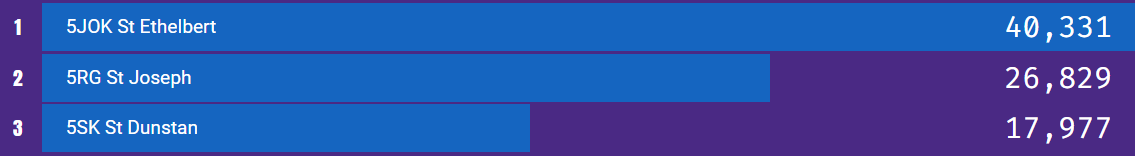 1 5JOK St Ethelbert 40,331
2 5RG St Joseph 26,829
3 5SK St Dunstan 17,977